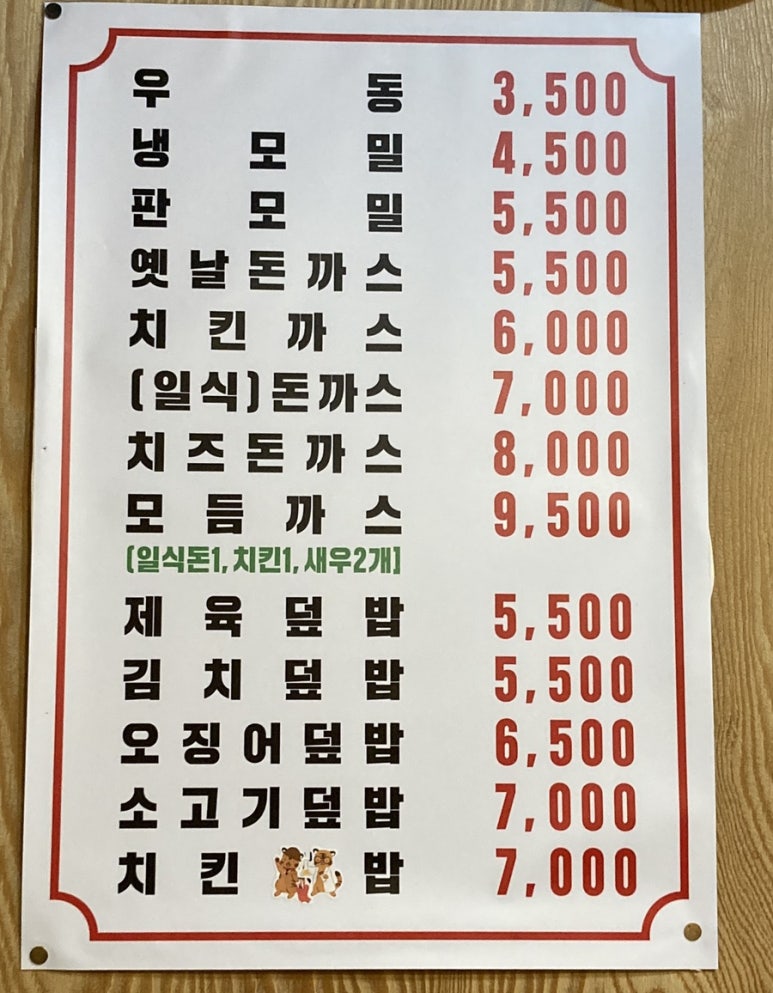 우동 3,500
냉모밀 4,500
판모밀 5,500
옛날돈까스 5,500
치킨까스 6,000
(일식)돈까스 7,000
치즈돈까스 8,000
모듬까스 9,500
(일식돈1, 치킨1, 새우2개]
제육덮밥 5,500
김치덮밥 5,500
오징어덮밥 6,500
소고기덮밥 7,000
치킨 밥 7,000